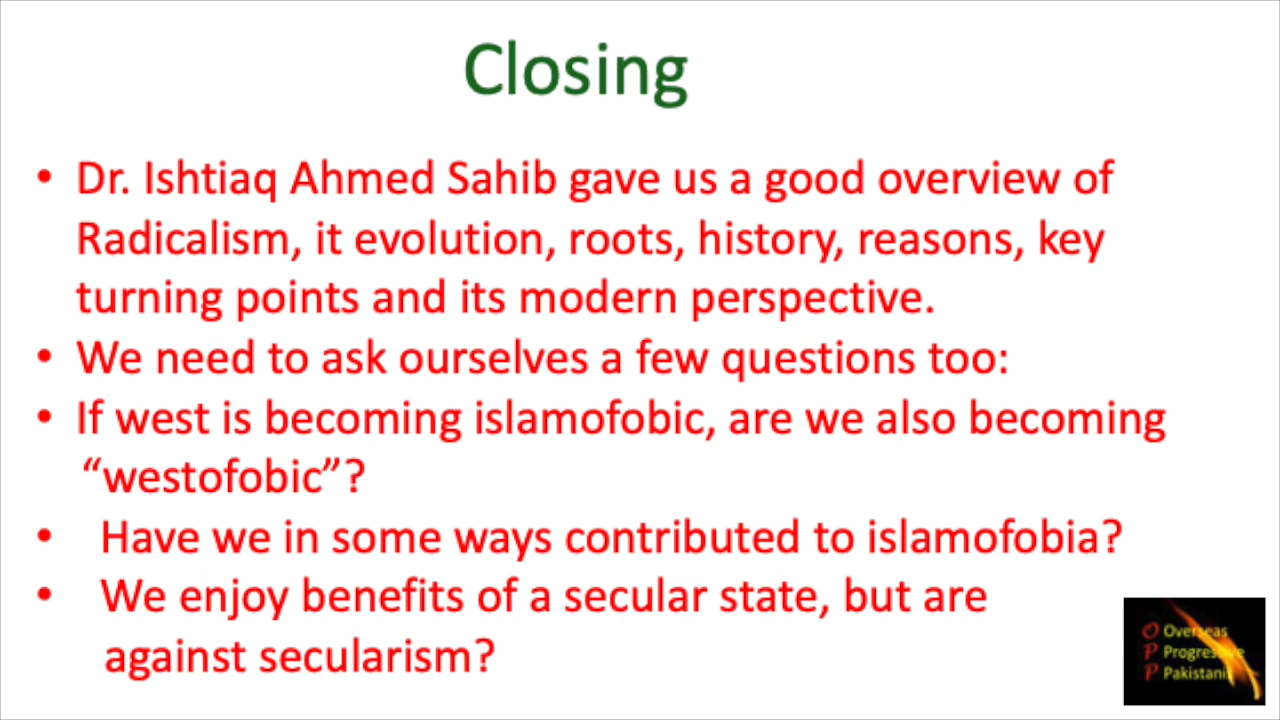 Closing
• Dr. Ishtiaq Ahmed Sahib gave us a good overview of
Radicalism, it evolution, roots, history, reasons, key
turning points and its modern perspective.
• We need to ask ourselves a few questions too:
• If west is becoming islamofobic, are we also becoming
“westofobic”?
• Have we in some ways contributed to islamofobia?
• We enjoy benefits of a secular state, but are
against secularism?
O Overseas
P Progressive
P Pakistanis